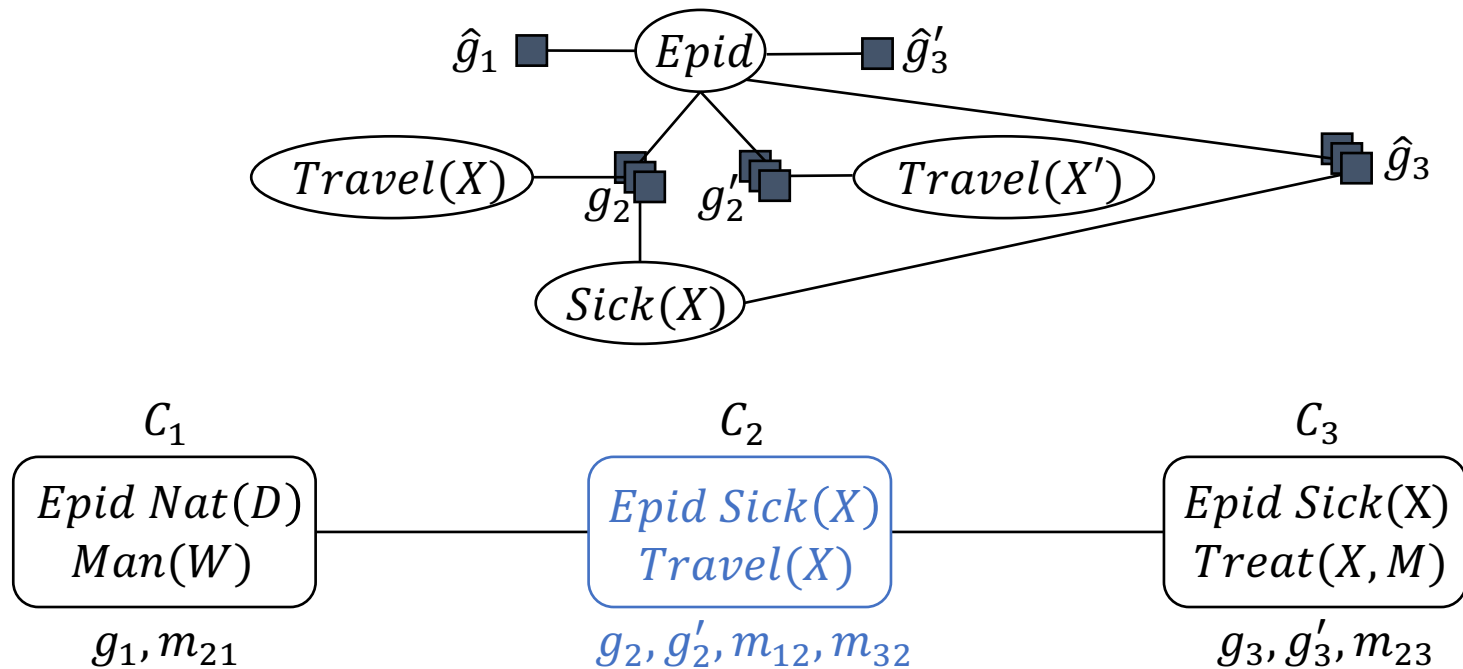 ĝ₁ Epid ĝ′₃
Travel(X) g₂ g′₂ Travel(X′) ĝ₃
Sick(X)
C₁ C₂ C₃
Epid Nat(D) Epid Sick(X) Epid Sick(X)
Man(W) Travel(X) Treat(X, M)
g₁, m₂₁ g₂, g′₂, m₁₂, m₃₂ g₃, g′₃, m₂₃